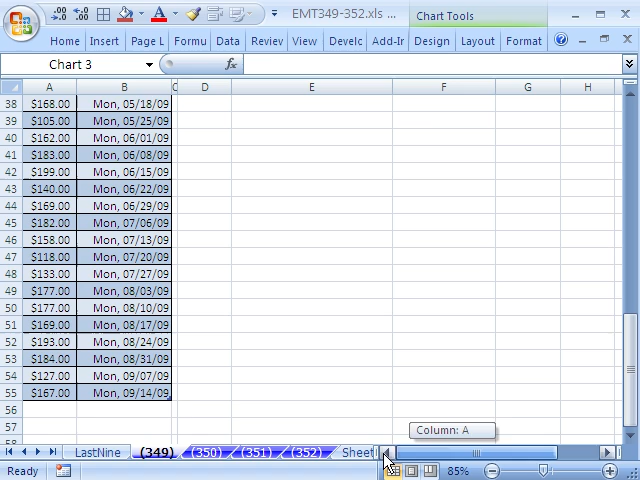 EMT349-352.xls ... Chart Tools
Home Insert Page L Formu Data Reviev View Develc Add-Ir Design Layout Format
Chart 3 fx
A B C D E F G H
38 $168.00 Mon, 05/18/09
39 $105.00 Mon, 05/25/09
40 $162.00 Mon, 06/01/09
41 $183.00 Mon, 06/08/09
42 $199.00 Mon, 06/15/09
43 $140.00 Mon, 06/22/09
44 $169.00 Mon, 06/29/09
45 $182.00 Mon, 07/06/09
46 $158.00 Mon, 07/13/09
47 $118.00 Mon, 07/20/09
48 $133.00 Mon, 07/27/09
49 $177.00 Mon, 08/03/09
50 $177.00 Mon, 08/10/09
51 $169.00 Mon, 08/17/09
52 $193.00 Mon, 08/24/09
53 $184.00 Mon, 08/31/09
54 $127.00 Mon, 09/07/09
55 $167.00 Mon, 09/14/09
56
57
58
Column: A
LastNine (349) (350) (351) (352) Sheet
Ready 85%